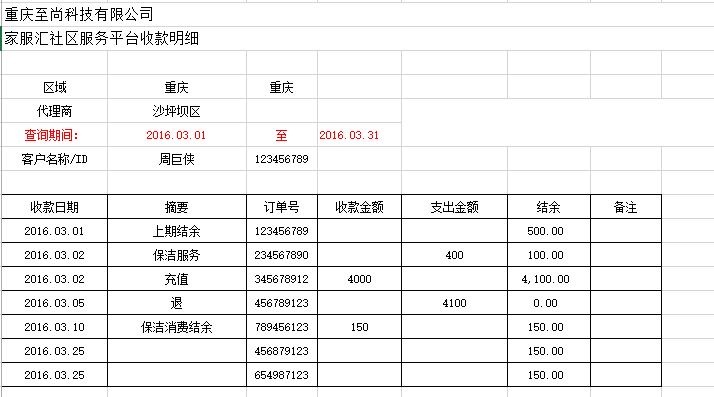 重庆至尚科技有限公司
家服汇社区服务平台收款明细
区域 重庆 重庆
代理商 沙坪坝区
查询期间: 2016.03.01 至 2016.03.31
客户名称/ID 周巨侠 123456789
收款日期 摘要 订单号 收款金额 支出金额 结余 备注
2016.03.01 上期结余 123456789 500.00
2016.03.02 保洁服务 234567890 400 100.00
2016.03.02 充值 345678912 4000 4,100.00
2016.03.05 退 456789123 4100 0.00
2016.03.10 保洁消费结余 789456123 150 150.00
2016.03.25 456879123 150.00
2016.03.25 654987123 150.00